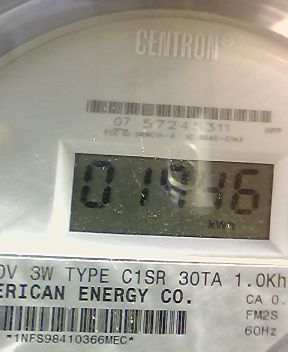 CENTRON®
07 57245311
01946
kWh
0V 3W TYPE C1SR 30TA 1.0Kh
ERICAN ENERGY CO.
CA 0.
FM2S
60Hz
*1NFS98410366MEC*